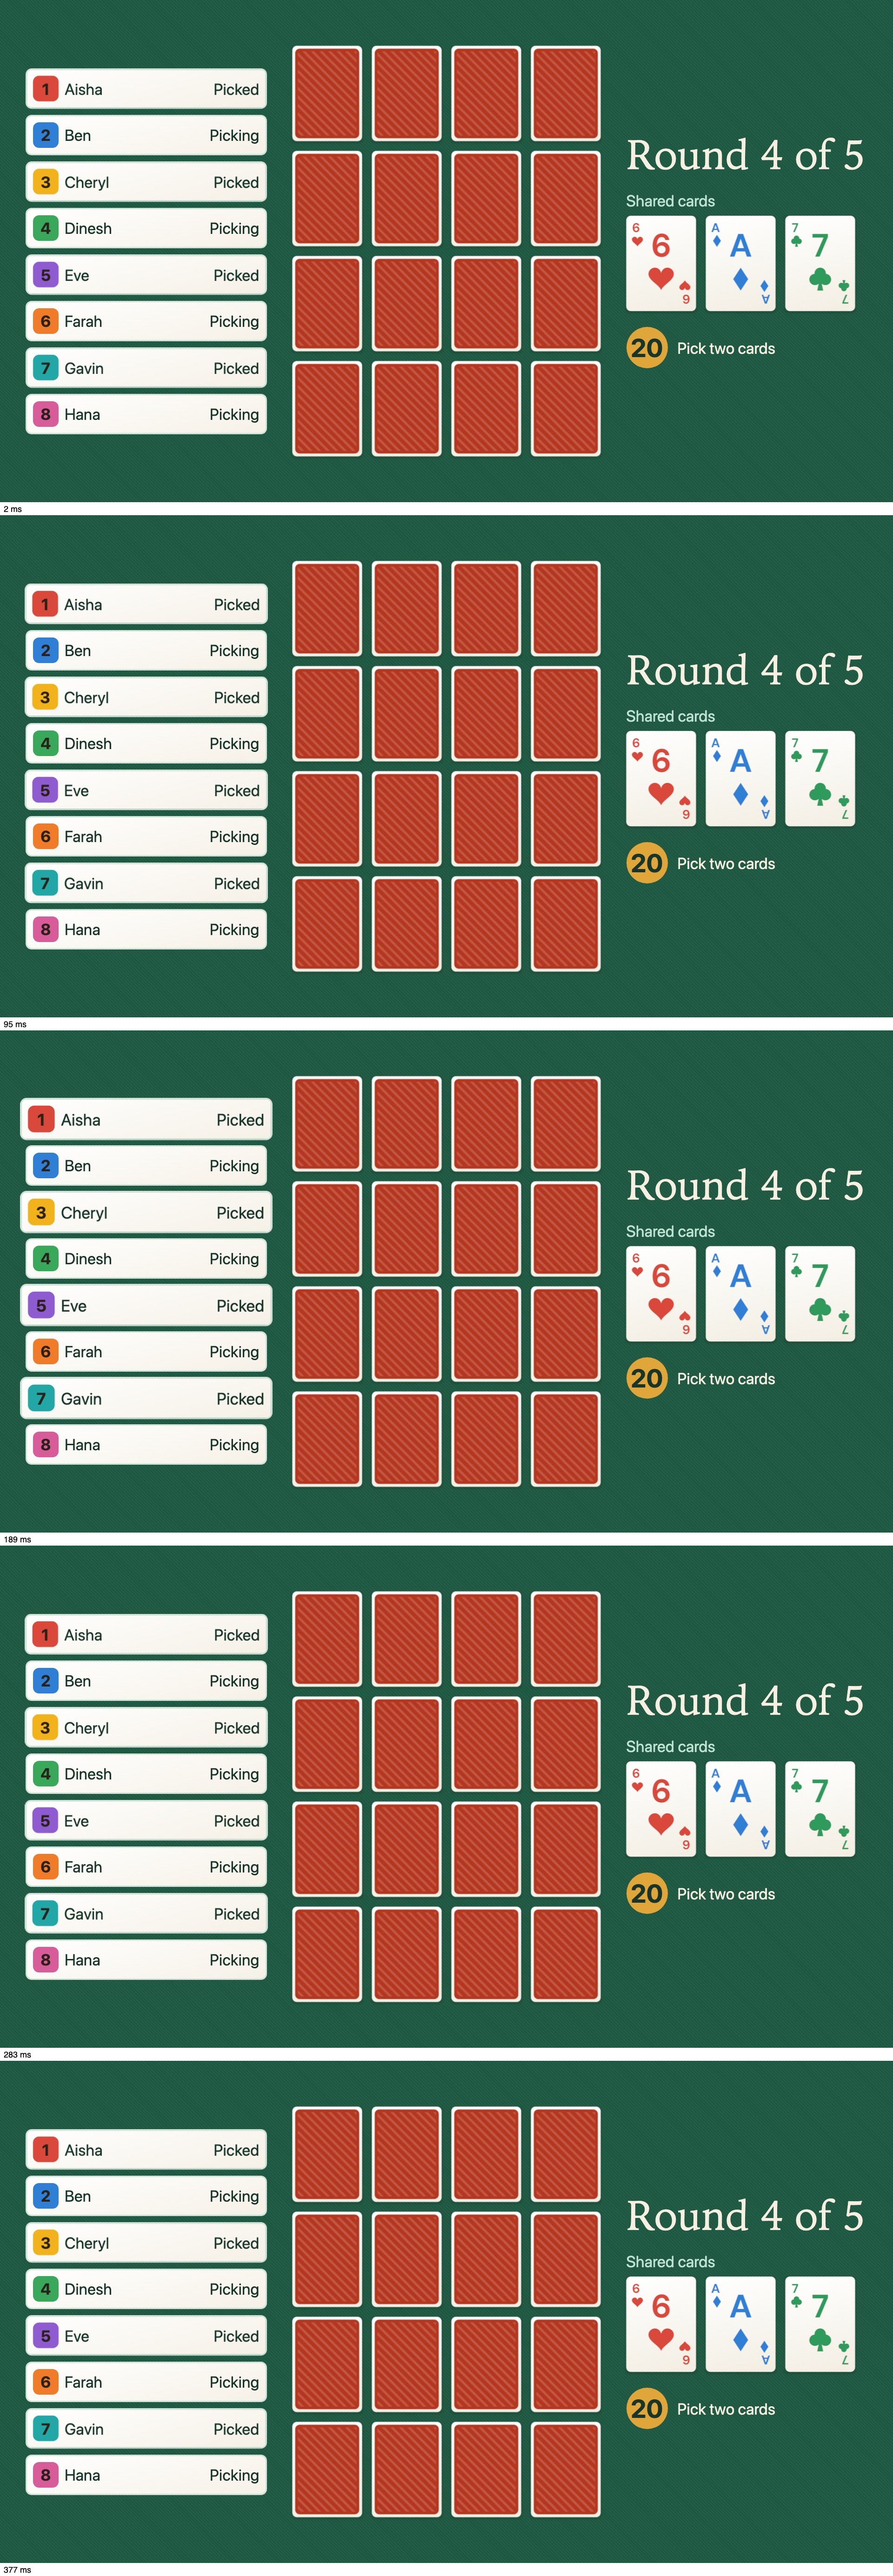 1 Aisha Picked
2 Ben Picking
3 Cheryl Picked
4 Dinesh Picking
5 Eve Picked
6 Farah Picking
7 Gavin Picked
8 Hana Picking
Round 4 of 5
Shared cards
6 A 7
6 A 7
6 A 7
20 Pick two cards
2 ms
1 Aisha Picked
2 Ben Picking
3 Cheryl Picked
4 Dinesh Picking
5 Eve Picked
6 Farah Picking
7 Gavin Picked
8 Hana Picking
Round 4 of 5
Shared cards
6 A 7
6 A 7
6 A 7
20 Pick two cards
95 ms
1 Aisha Picked
2 Ben Picking
3 Cheryl Picked
4 Dinesh Picking
5 Eve Picked
6 Farah Picking
7 Gavin Picked
8 Hana Picking
Round 4 of 5
Shared cards
6 A 7
6 A 7
6 A 7
20 Pick two cards
189 ms
1 Aisha Picked
2 Ben Picking
3 Cheryl Picked
4 Dinesh Picking
5 Eve Picked
6 Farah Picking
7 Gavin Picked
8 Hana Picking
Round 4 of 5
Shared cards
6 A 7
6 A 7
6 A 7
20 Pick two cards
283 ms
1 Aisha Picked
2 Ben Picking
3 Cheryl Picked
4 Dinesh Picking
5 Eve Picked
6 Farah Picking
7 Gavin Picked
8 Hana Picking
Round 4 of 5
Shared cards
6 A 7
6 A 7
6 A 7
20 Pick two cards
377 ms